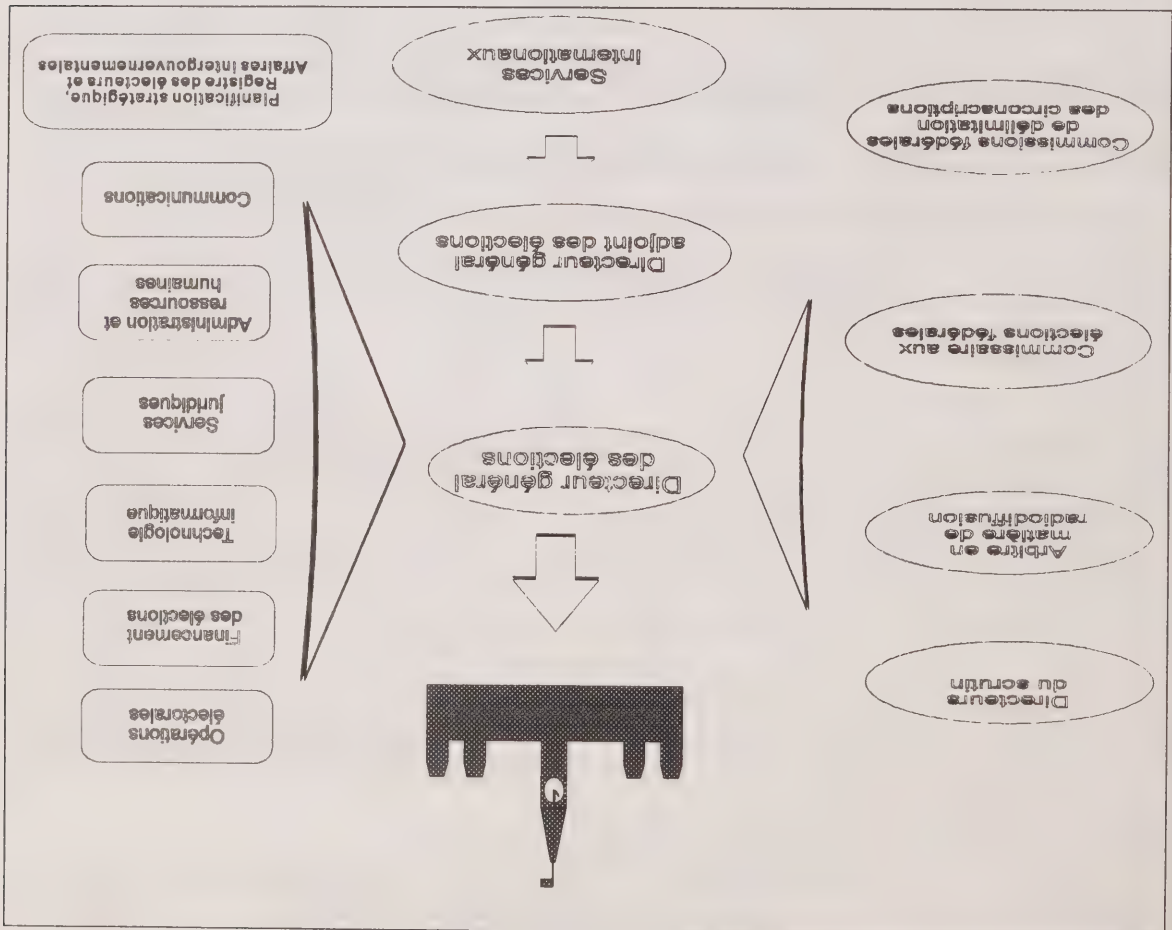 Directeurs
du scrutin
Arbitre en
matière de
radiodiffusion
Commissaire aux
élections fédérales
Commissions fédérales
de délimitation
des circonscriptions
Directeur général
des élections
Directeur général
adjoint des élections
Services
internationaux
Opérations
électorales
Financement
des élections
Technologie
informatique
Services
juridiques
Administration et
ressources
humaines
Communications
Planification stratégique,
Registre des électeurs et
Affaires intergouvernementales